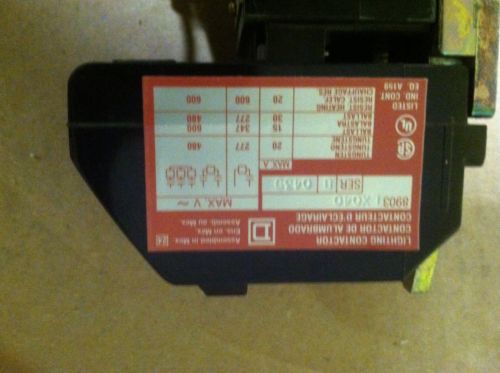 LIGHTING CONTACTOR
CONTACTOR DE ALUMBRADO
CONTACTEUR D'ECLAIRAGE
D
Assembled in Mex.
Ens. en Mex.
Assemb. au Mex.
8903
SER
MAX. V ~
MAX. A
TUNGSTEN
TUNGSTENO
TUNGSTENE
20
277
480
BALLAST
BALASTRA
BALLAST
15
30
347
277
600
480
RESIST HEATING
RESIST. CALEF.
CHAUFFAGE RES.
20
600
600
UL
LISTED
IND. CONT.
EQ. A159